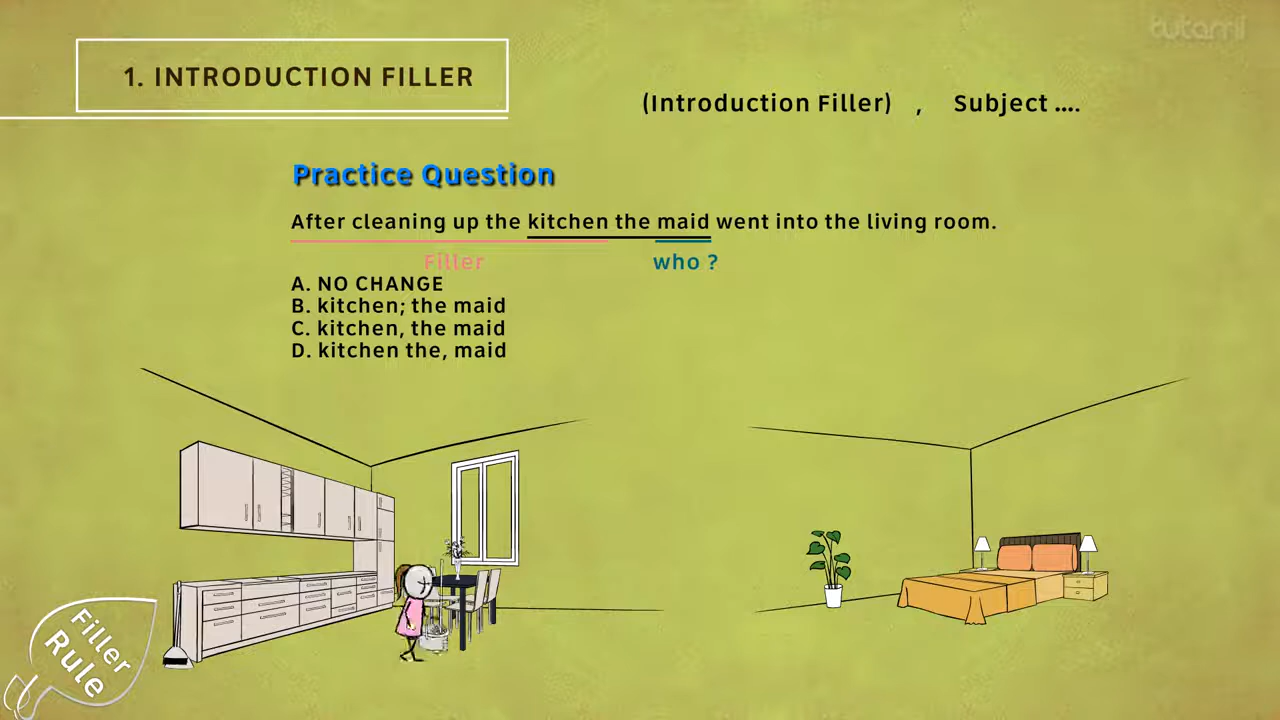 tutamil
1. INTRODUCTION FILLER
(Introduction Filler) , Subject ....
Practice Question
After cleaning up the kitchen the maid went into the living room.
Filler who ?
A. NO CHANGE
B. kitchen; the maid
C. kitchen, the maid
D. kitchen the, maid
Filler
Rule